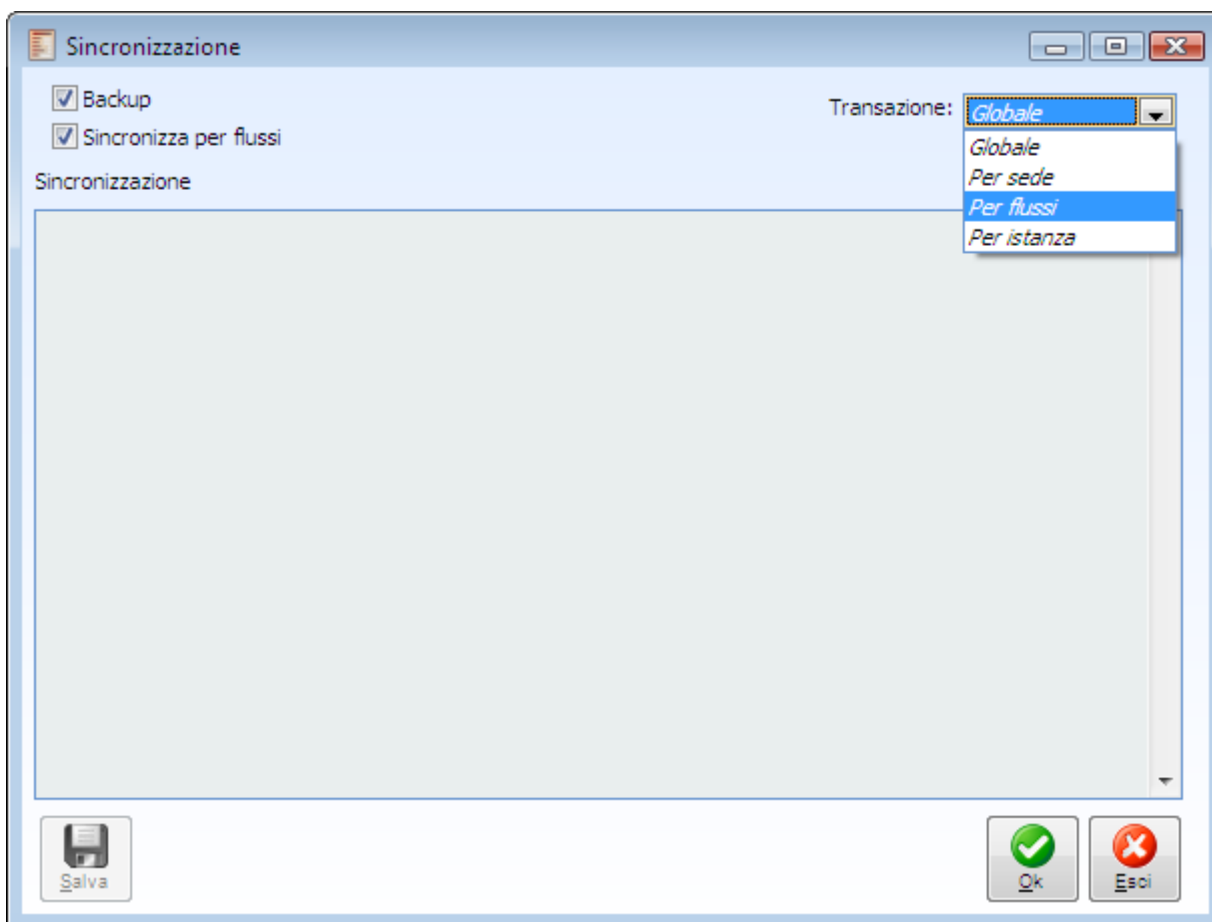 Sincronizzazione
Backup
Transazione: Globale
Sincronizza per flussi
Globale
Per sede
Per flussi
Per istanza
Sincronizzazione
Salva
Ok
Esci